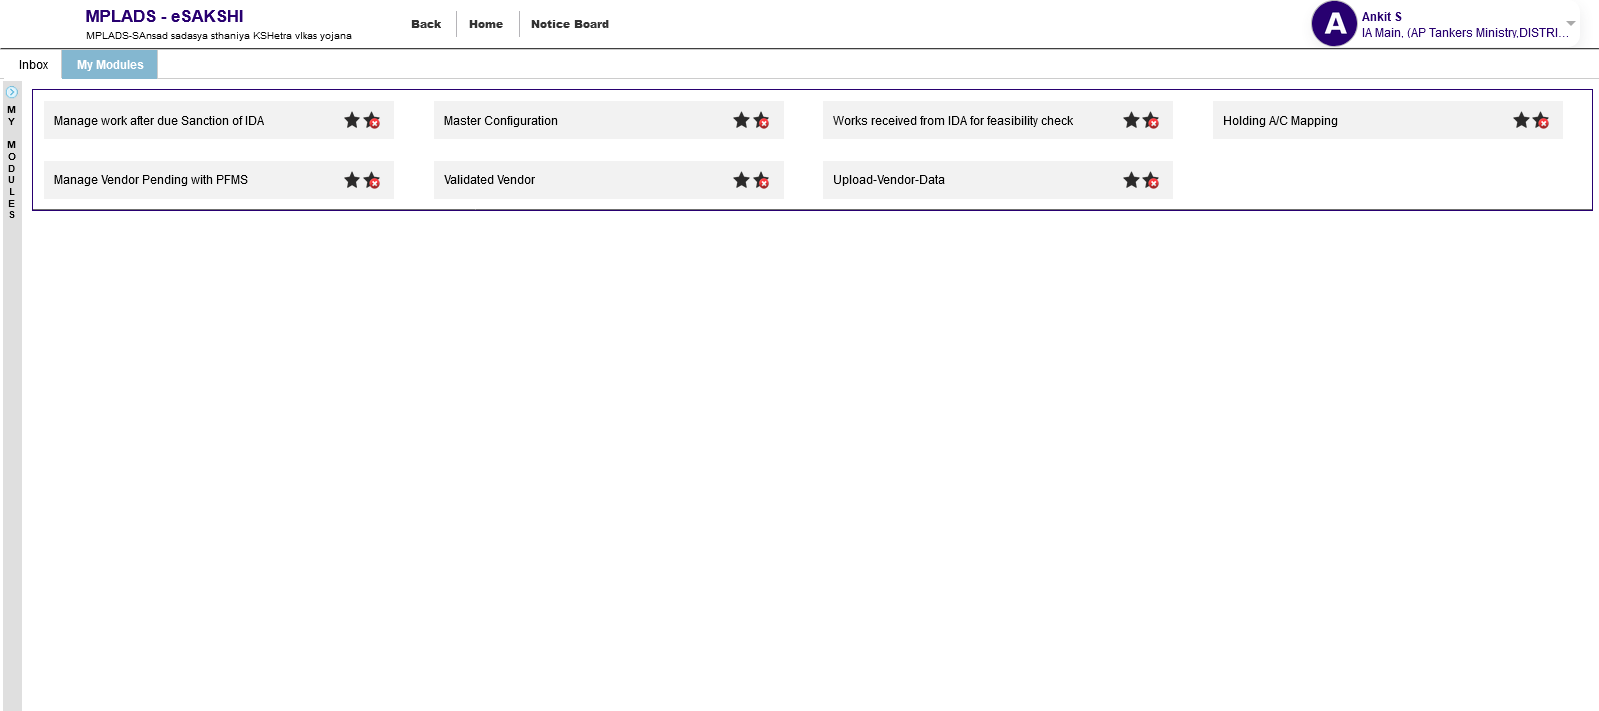 MPLADS - eSAKSHI
MPLADS-SAnsad sadasya sthaniya KSHetra vIkas yojana
Back
Home
Notice Board
A
Ankit S
IA Main, (AP Tankers Ministry,DISTRI...
Inbox
My Modules
MY MODULES
Manage work after due Sanction of IDA
Master Configuration
Works received from IDA for feasibility check
Holding A/C Mapping
Manage Vendor Pending with PFMS
Validated Vendor
Upload-Vendor-Data